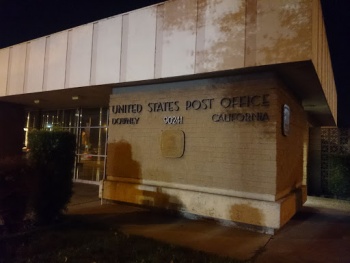 UNITED STATES POST OFFICE
DOWNEY 90241 CALIFORNIA